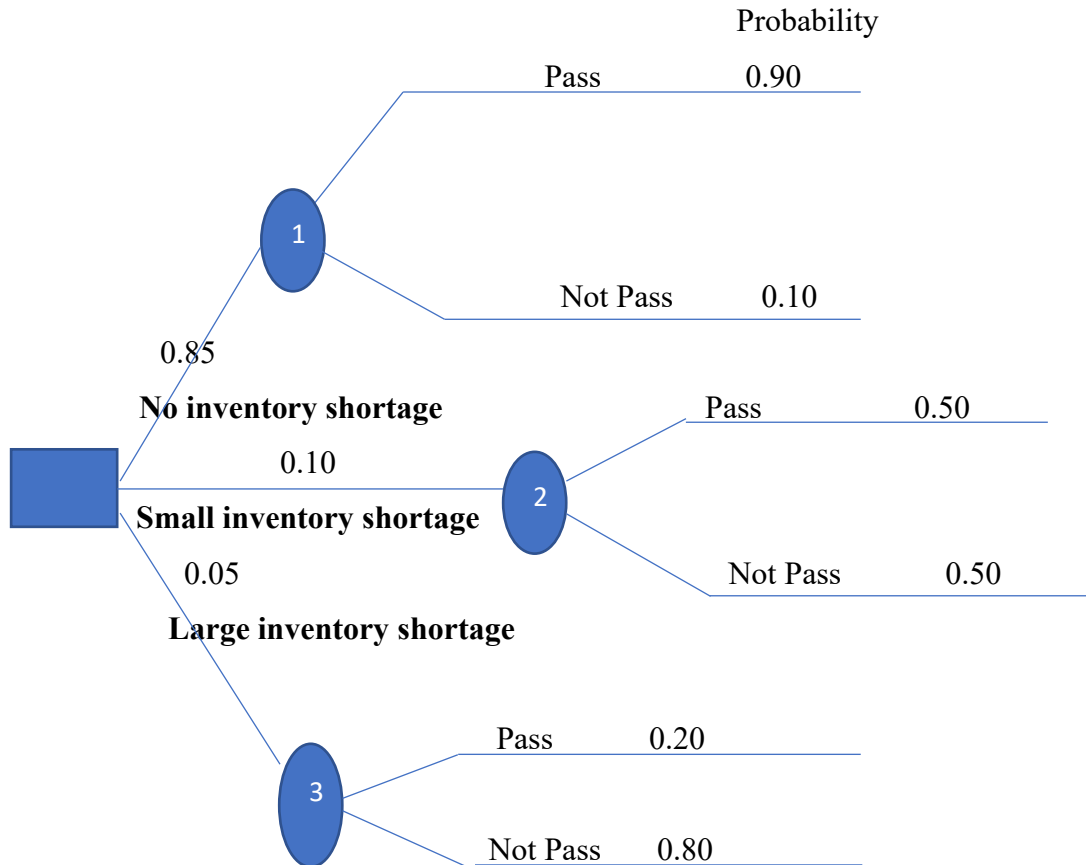 Probability
Pass 0.90
1
Not Pass 0.10
0.85
No inventory shortage
Pass 0.50
0.10
2
Small inventory shortage
Not Pass 0.50
0.05
Large inventory shortage
Pass 0.20
3
Not Pass 0.80